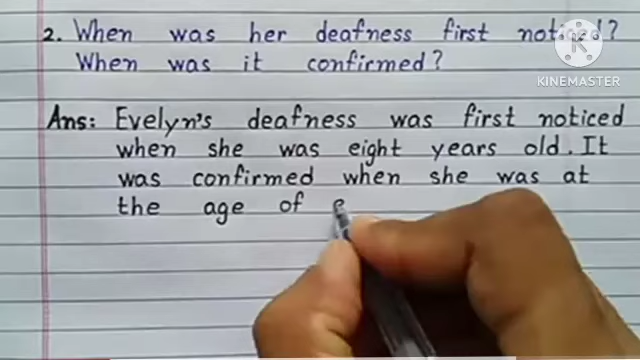 2. When was her deafness first noticed?
When was it confirmed?
KINEMASTER
Ans: Evelyn's deafness was first noticed
when she was eight years old. It
was confirmed when she was at
the age of e